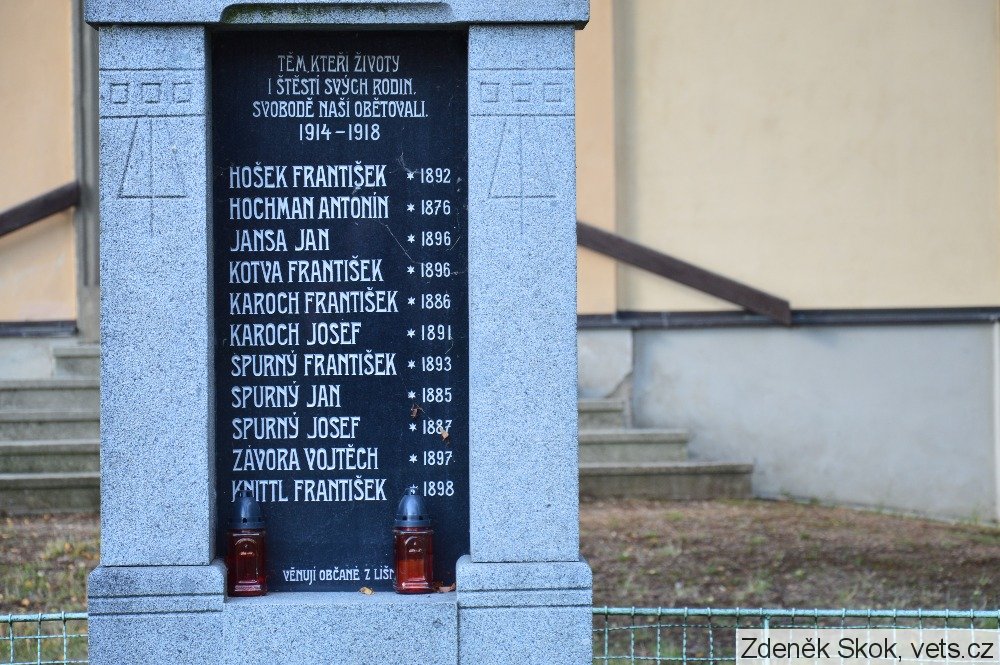 TĚM, KTEŘÍ ŽIVOTY
I ŠTĚSTÍ SVÝCH RODIN,
SVOBODĚ NAŠÍ OBĚTOVALI.
1914-1918
HOŠEK FRANTIŠEK * 1892
HOCHMAN ANTONÍN * 1876
JANSA JAN * 1896
KOTVA FRANTIŠEK * 1896
KAROCH FRANTIŠEK * 1886
KAROCH JOSEF * 1891
SPURNÝ FRANTIŠEK * 1893
SPURNÝ JAN * 1885
SPURNÝ JOSEF * 1887
ZÁVORA VOJTĚCH * 1897
KNITTL FRANTIŠEK * 1898
VĚNUJÍ OBČANÉ Z
Zdeněk Skok, vets.cz